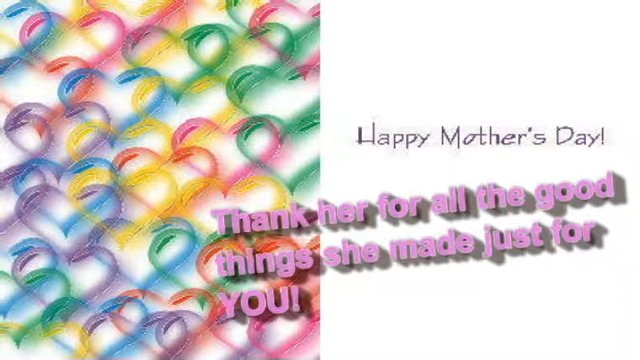 Happy Mother's Day!
Thank her for all the good
things she made just for
YOU!